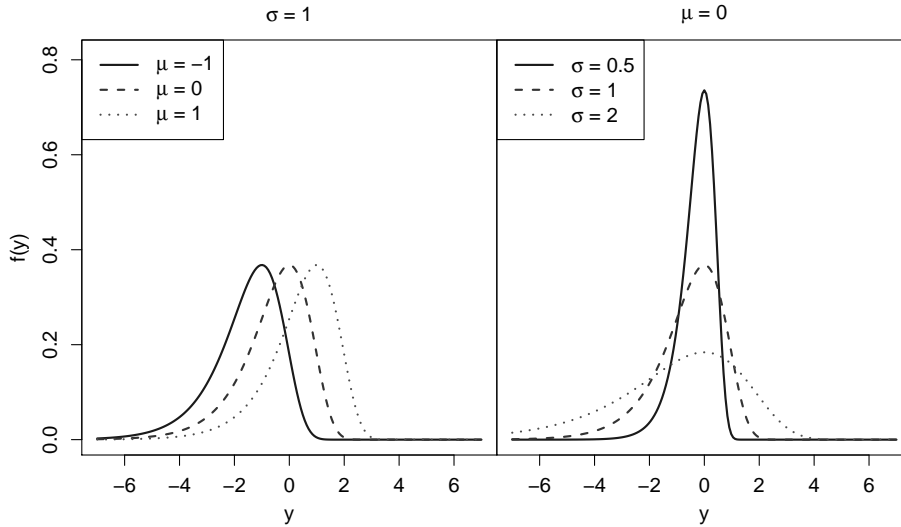 σ = 1
μ = 0
μ = −1
μ = 0
μ = 1
σ = 0.5
σ = 1
σ = 2
f(y)
0.8
0.6
0.4
0.2
0.0
−6 −4 −2 0 2 4 6
−6 −4 −2 0 2 4 6
y
y